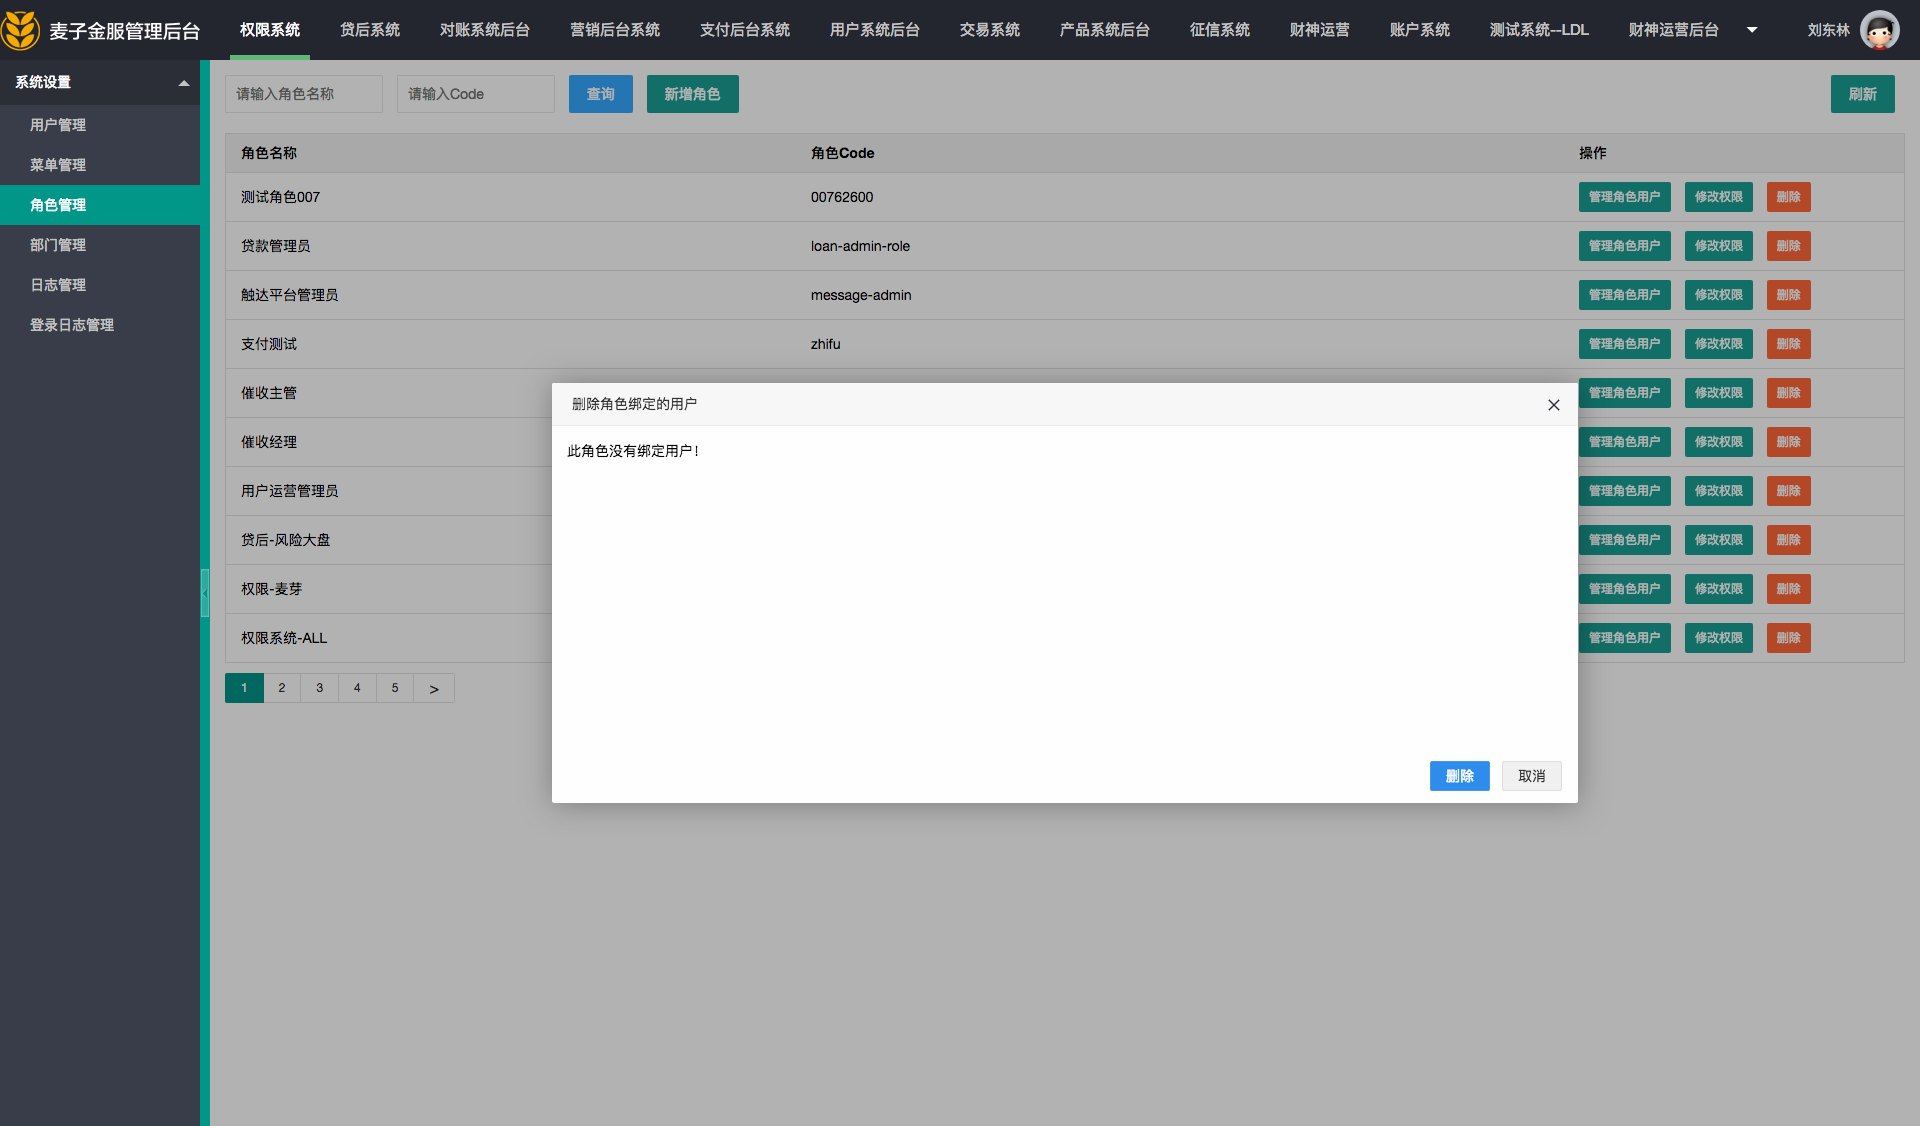 麦子金服管理后台
权限系统 贷后系统 对账系统后台 营销后台系统 支付后台系统 用户系统后台 交易系统 产品系统后台 征信系统 财神运营 账户系统 测试系统--LDL 财神运营后台 刘东林
系统设置
用户管理
菜单管理
角色管理
部门管理
日志管理
登录日志管理
请输入角色名称 请输入Code 查询 新增角色 刷新
角色名称 角色Code 操作
测试角色007 00762600 管理角色用户 修改权限 删除
贷款管理员 loan-admin-role 管理角色用户 修改权限 删除
触达平台管理员 message-admin 管理角色用户 修改权限 删除
支付测试 zhifu 管理角色用户 修改权限 删除
催收主管 管理角色用户 修改权限 删除
催收经理 管理角色用户 修改权限 删除
用户运营管理员 管理角色用户 修改权限 删除
贷后-风险大盘 管理角色用户 修改权限 删除
权限-麦芽 管理角色用户 修改权限 删除
权限系统-ALL 管理角色用户 修改权限 删除
1 2 3 4 5 >
删除角色绑定的用户
此角色没有绑定用户！
删除 取消